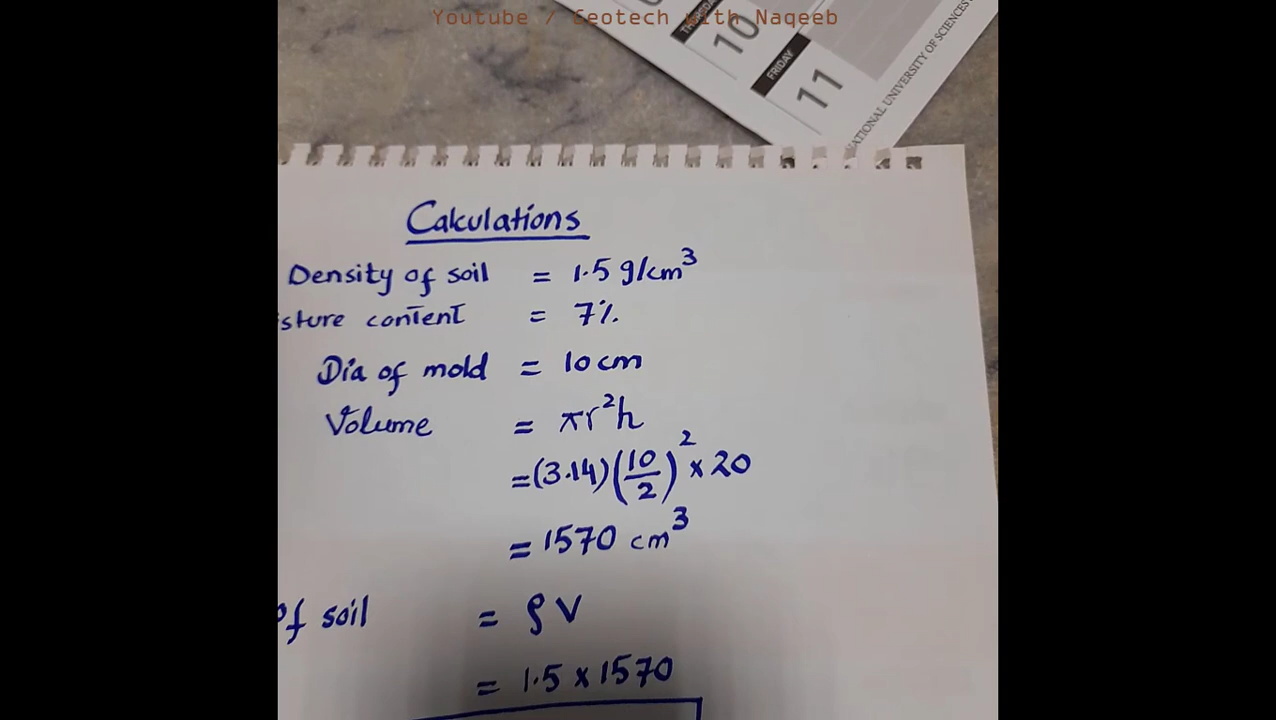 Youtube / Geotech with Naqeeb
10
FRIDAY
11
UNIVERSITY OF SCIENCES
Calculations
Density of soil = 1.5 g/cm³
content = 7%
Dia of mold = 10 cm
Volume = πr²h
= (3.14) (10/2)² × 20
= 1570 cm³
of soil = ρV
= 1.5 × 1570